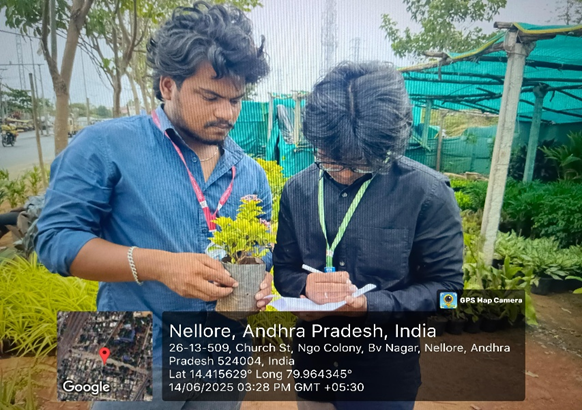 GPS Map Camera
Nellore, Andhra Pradesh, India
26-13-509, Church St, Ngo Colony, Bv Nagar, Nellore, Andhra
Pradesh 524004, India
Lat 14.415629° Long 79.964345°
14/06/2025 03:28 PM GMT +05:30
Google